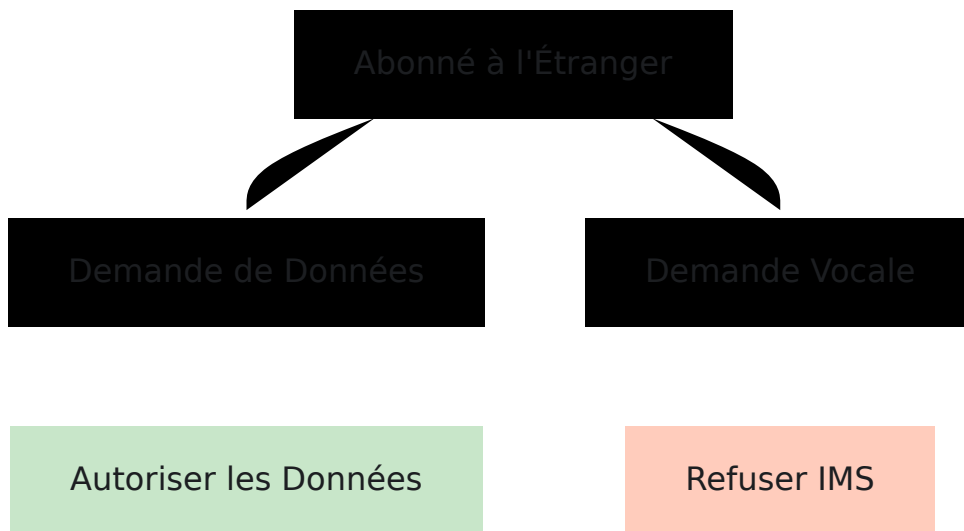 Abonné à l'Étranger
Demande de Données
Demande Vocale
Autoriser les Données
Refuser IMS